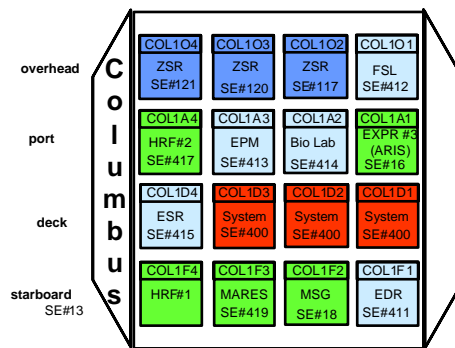 Columbus
overhead
COL1O4 COL1O3 COL1O2 COL1O1
ZSR ZSR ZSR FSL
SE#121 SE#120 SE#117 SE#412
port
COL1A4 COL1A3 COL1A2 COL1A1
HRF#2 EPM Bio Lab EXPR #3
(ARIS)
SE#417 SE#413 SE#414 SE#16
deck
COL1D4 COL1D3 COL1D2 COL1D1
ESR System System System
SE#415 SE#400 SE#400 SE#400
starboard
SE#13
COL1F4 COL1F3 COL1F2 COL1F1
HRF#1 MARES MSG EDR
SE#419 SE#18 SE#411